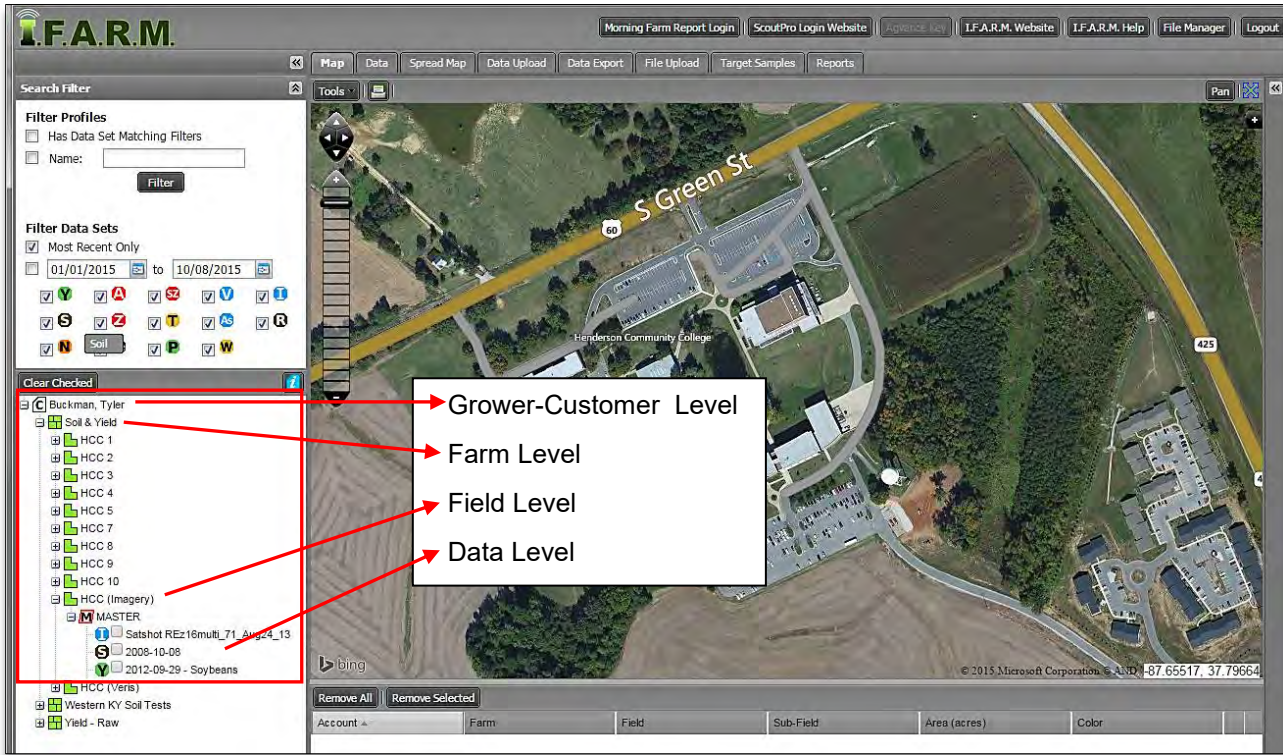 I.F.A.R.M.
Morning Farm Report Login
ScoutPro Login Website
I.F.A.R.M. Website
I.F.A.R.M. Help
File Manager
Logout
Map
Data
Spread Map
Data Upload
Data Export
File Upload
Target Samples
Reports
Search Filter
Tools
Pan
Filter Profiles
Has Data Set Matching Filters
Name:
Filter
Filter Data Sets
Most Recent Only
01/01/2015 to 10/08/2015
Y A SZ V I
S Z T As R
N Soil P W
Clear Checked
C Buckman, Tyler
Soil & Yield
HCC 1
HCC 2
HCC 3
HCC 4
HCC 5
HCC 7
HCC 8
HCC 9
HCC 10
HCC (Imagery)
M MASTER
I Satshot REz16multi_71_Aug24_13
S 2008-10-08
Y 2012-09-29 - Soybeans
HCC (Veris)
Western KY Soil Tests
Yield - Raw
S Green St
60
Henderson Community College
425
4
Grower-Customer Level
Farm Level
Field Level
Data Level
bing
© 2015 Microsoft Corporation © AND
-87.65517, 37.79664
Remove All
Remove Selected
Account
Farm
Field
Sub-Field
Area (acres)
Color